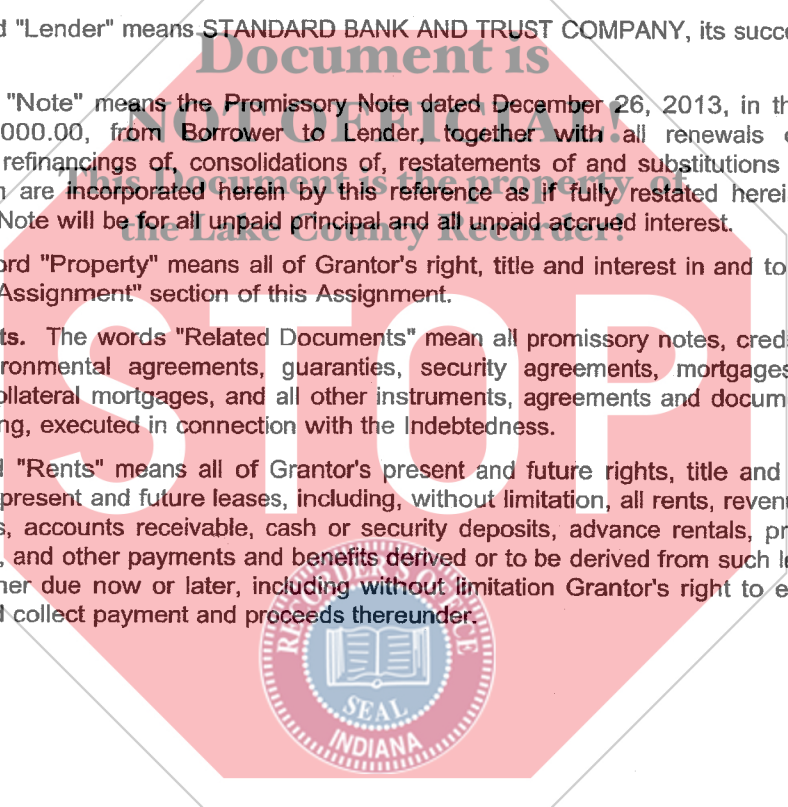 d "Lender" means STANDARD BANK AND TRUST COMPANY, its succe
Document is
"Note" means the Promissory Note dated December 26, 2013, in th
NOT OFFICIAL!
000.00, from Borrower to Lender, together with all renewals
refinancings of, consolidations of, restatements of and substitutions
This Document is the property of
are incorporated herein by this reference as if fully restated herei
the Lake County Recorder!
Note will be for all unpaid principal and all unpaid accrued interest.
ord "Property" means all of Grantor's right, title and interest in and to
Assignment" section of this Assignment.
ts. The words "Related Documents" mean all promissory notes, cred
ronmental agreements, guaranties, security agreements, mortgages
ollateral mortgages, and all other instruments, agreements and docum
ng, executed in connection with the Indebtedness.
STOP
d "Rents" means all of Grantor's present and future rights, title and
present and future leases, including, without limitation, all rents, revenu
s, accounts receivable, cash or security deposits, advance rentals, pr
, and other payments and benefits derived or to be derived from such l
her due now or later, including without limitation Grantor's right to e
d collect payment and proceeds thereunder.
RECORDER'S OFFICE
SEAL
INDIANA